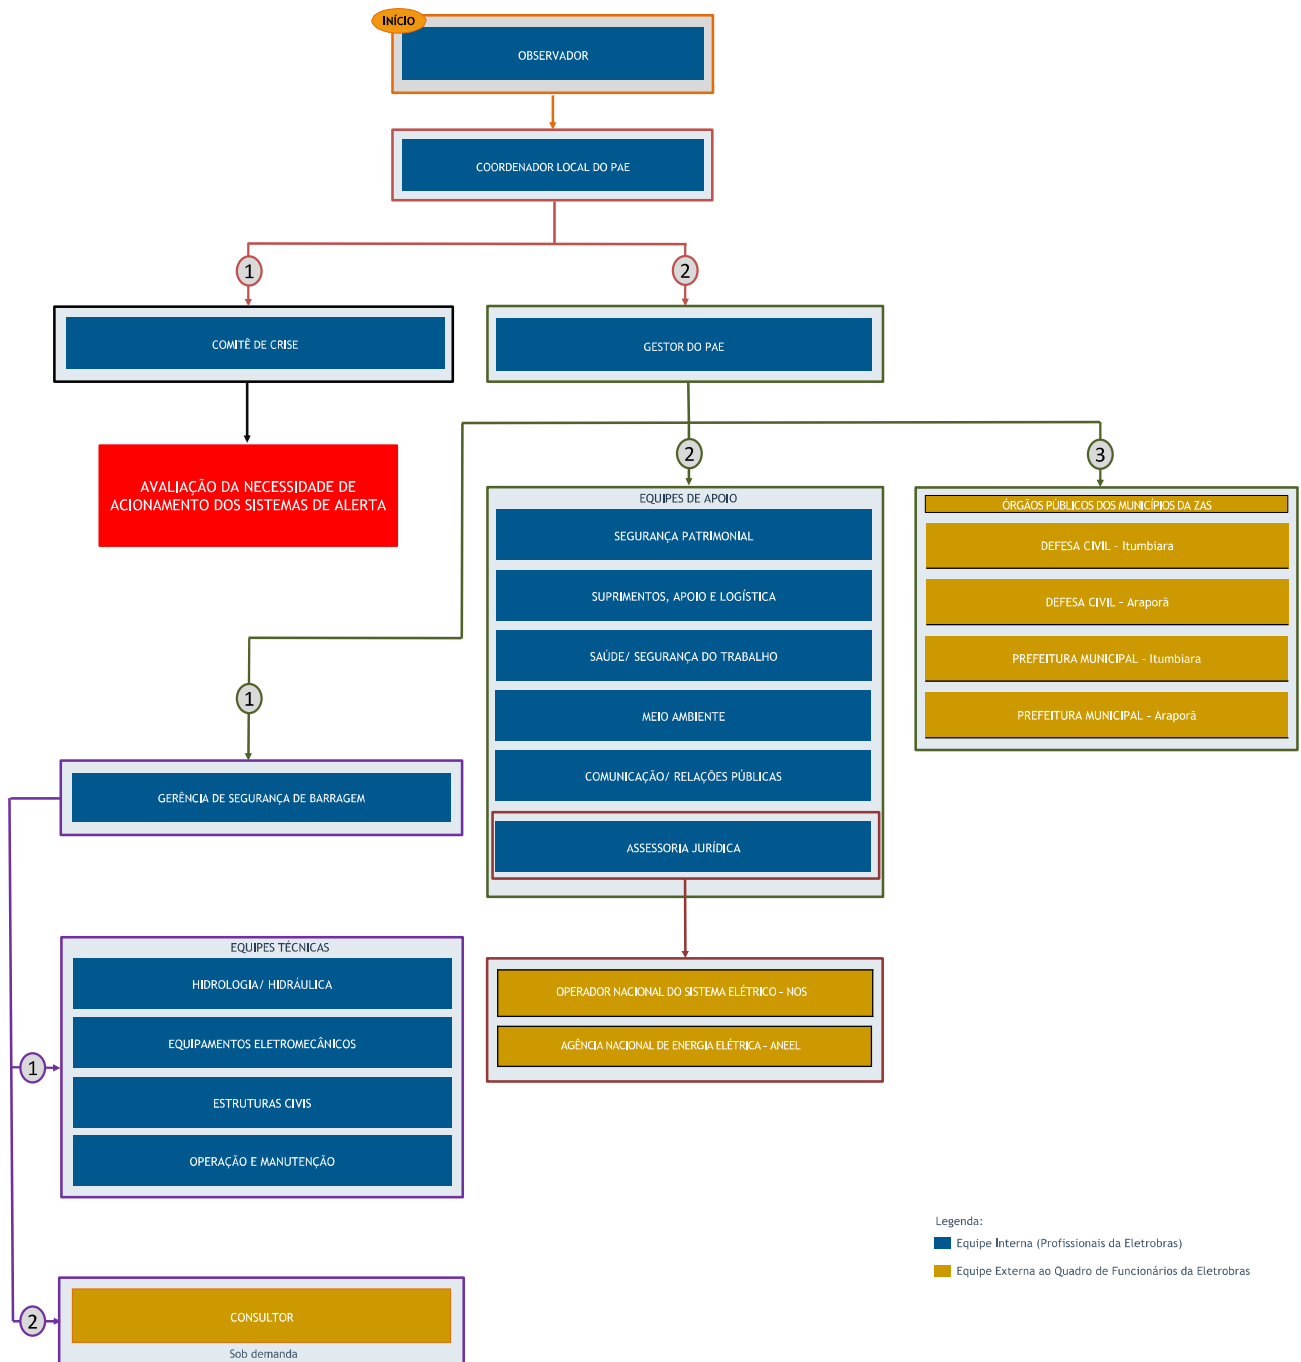 INÍCIO
OBSERVADOR
COORDENADOR LOCAL DO PAE
1
2
COMITÊ DE CRISE
GESTOR DO PAE
AVALIAÇÃO DA NECESSIDADE DE
ACIONAMENTO DOS SISTEMAS DE ALERTA
2
3
EQUIPES DE APOIO
SEGURANÇA PATRIMONIAL
SUPRIMENTOS, APOIO E LOGÍSTICA
SAÚDE/ SEGURANÇA DO TRABALHO
MEIO AMBIENTE
COMUNICAÇÃO/ RELAÇÕES PÚBLICAS
ASSESSORIA JURÍDICA
ÓRGÃOS PÚBLICOS DOS MUNICÍPIOS DA ZAS
DEFESA CIVIL - Itumbiara
DEFESA CIVIL – Araporã
PREFEITURA MUNICIPAL - Itumbiara
PREFEITURA MUNICIPAL – Araporã
1
GERÊNCIA DE SEGURANÇA DE BARRAGEM
EQUIPES TÉCNICAS
HIDROLOGIA/ HIDRÁULICA
EQUIPAMENTOS ELETROMECÂNICOS
1
ESTRUTURAS CIVIS
OPERAÇÃO E MANUTENÇÃO
OPERADOR NACIONAL DO SISTEMA ELÉTRICO – NOS
AGÊNCIA NACIONAL DE ENERGIA ELÉTRICA – ANEEL
Legenda:
Equipe Interna (Profissionais da Eletrobras)
Equipe Externa ao Quadro de Funcionários da Eletrobras
2
CONSULTOR
Sob demanda